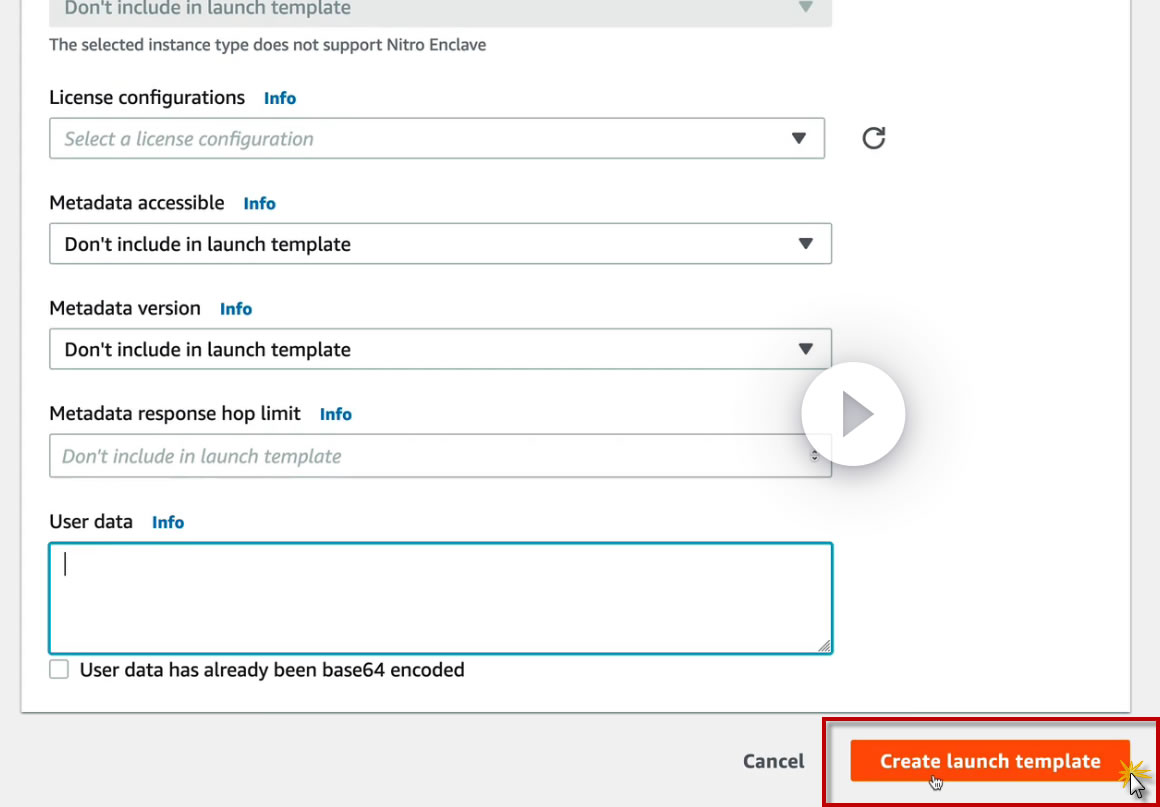 Don't include in launch template
The selected instance type does not support Nitro Enclave
License configurations Info
Select a license configuration
Metadata accessible Info
Don't include in launch template
Metadata version Info
Don't include in launch template
Metadata response hop limit Info
Don't include in launch template
User data Info
User data has already been base64 encoded
Cancel Create launch template